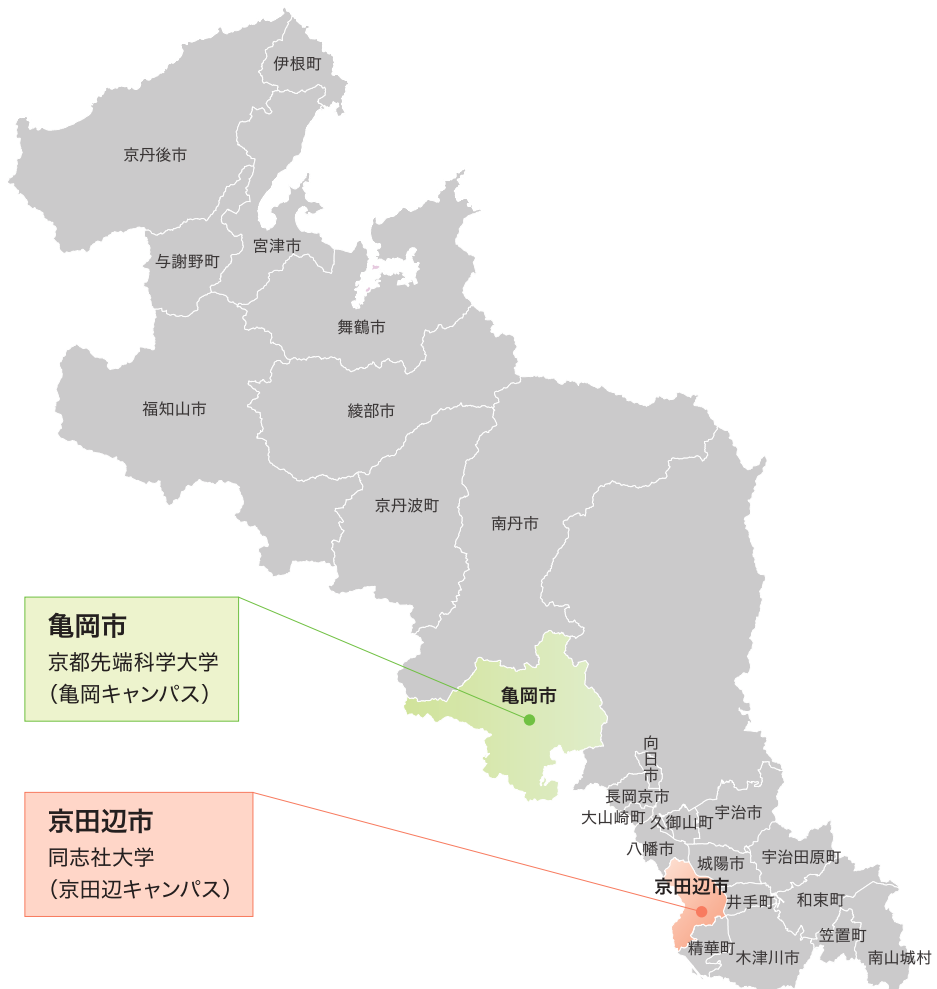 伊根町
京丹後市
宮津市
与謝野町
舞鶴市
福知山市
綾部市
京丹波町
南丹市
亀岡市
京都先端科学大学
（亀岡キャンパス）
亀岡市
向日市
長岡京市
大山崎町
久御山町
宇治市
京田辺市
同志社大学
（京田辺キャンパス）
八幡市
城陽市
宇治田原町
京田辺市
井手町
和束町
笠置町
精華町
木津川市
南山城村